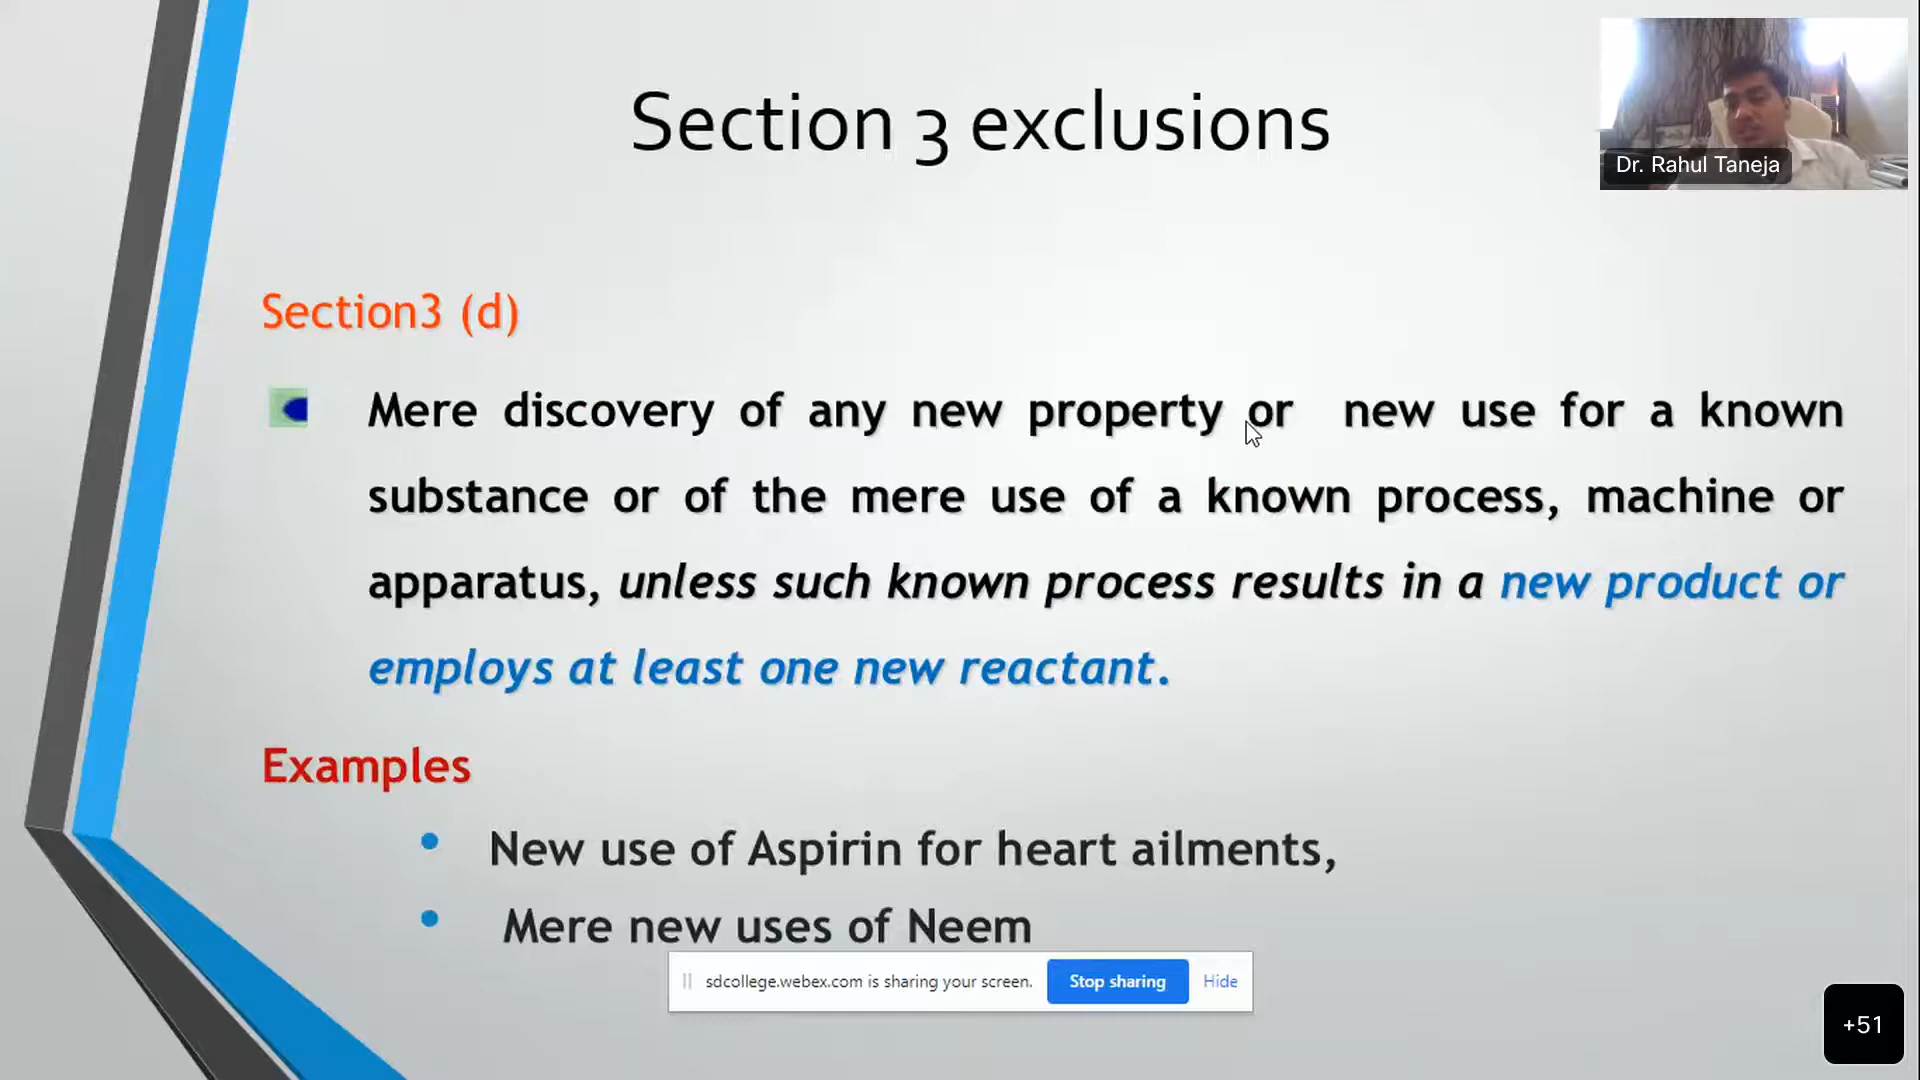 Section 3 exclusions
Dr. Rahul Taneja
Section3 (d)
Mere discovery of any new property or new use for a known
substance or of the mere use of a known process, machine or
apparatus, unless such known process results in a new product or
employs at least one new reactant.
Examples
New use of Aspirin for heart ailments,
Mere new uses of Neem
sdcollege.webex.com is sharing your screen. Stop sharing Hide
+51